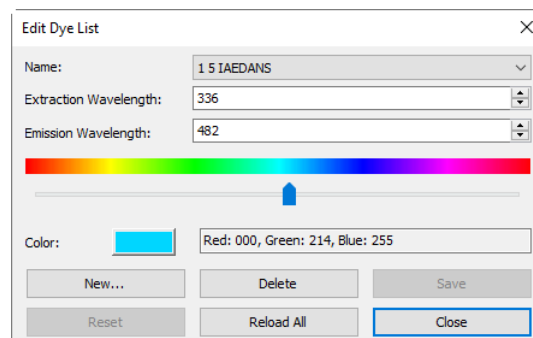 Edit Dye List
Name: 1 5 IAEDANS
Extraction Wavelength: 336
Emission Wavelength: 482
Color: Red: 000, Green: 214, Blue: 255
New... Delete Save
Reset Reload All Close